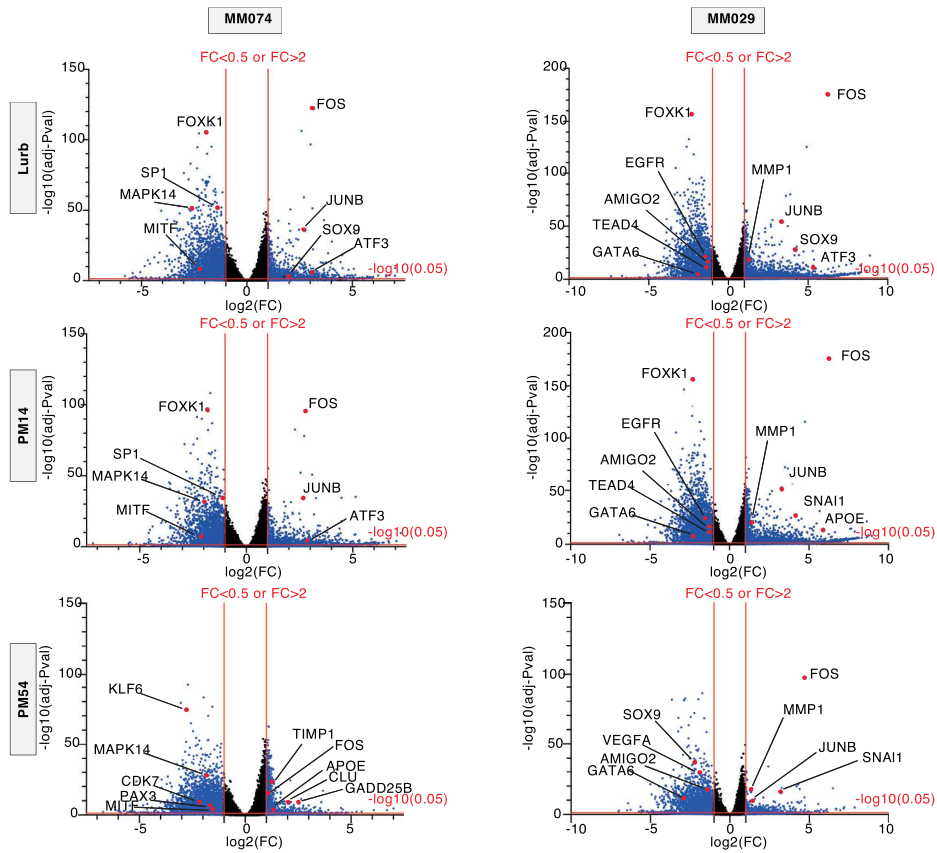 MM074
MM029
Lurb
FC<0.5 or FC>2
-log10(adj-Pval)
150
100
50
0
FOXK1
FOS
SP1
MAPK14
MITF
JUNB
SOX9
ATF3
-log10(0.05)
-5
0
5
log2(FC)
FC<0.5 or FC>2
-log10(adj-Pval)
200
150
100
50
0
FOXK1
FOS
EGFR
MMP1
AMIGO2
TEAD4
GATA6
JUNB
SOX9
ATF3
-log10(0.05)
-10
-5
0
5
10
log2(FC)
PM14
FC<0.5 or FC>2
-log10(adj-Pval)
150
100
50
0
FOXK1
FOS
SP1
MAPK14
MITF
JUNB
ATF3
-log10(0.05)
-5
0
5
log2(FC)
FC<0.5 or FC>2
-log10(adj-Pval)
200
150
100
50
0
FOXK1
FOS
EGFR
MMP1
AMIGO2
TEAD4
GATA6
JUNB
SNAI1
APOE
-log10(0.05)
-10
-5
0
5
10
log2(FC)
PM54
FC<0.5 or FC>2
-log10(adj-Pval)
150
100
50
0
KLF6
MAPK14
CDK7
PAX3
MITF
TIMP1
FOS
APOE
CLU
GADD25B
-log10(0.05)
-5
0
5
log2(FC)
FC<0.5 or FC>2
-log10(adj-Pval)
150
100
50
0
FOS
SOX9
VEGFA
AMIGO2
GATA6
MMP1
JUNB
SNAI1
-log10(0.05)
-10
-5
0
5
10
log2(FC)